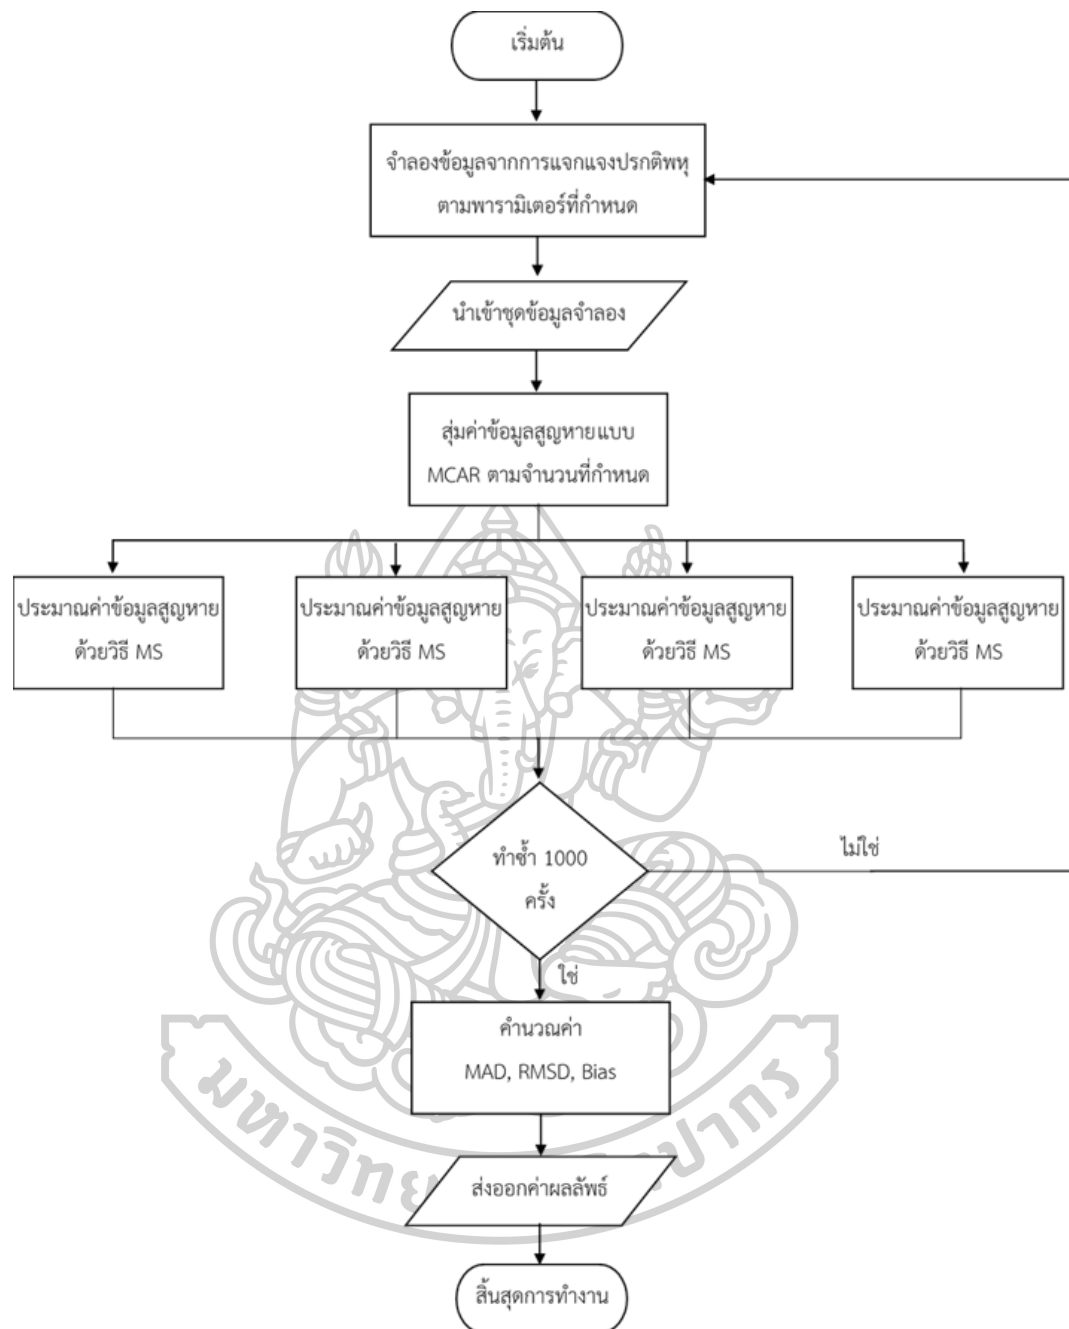 เริ่มต้น
จำลองข้อมูลจากการแจกแจงปรกติพหุ
ตามพารามิเตอร์ที่กำหนด
นำเข้าชุดข้อมูลจำลอง
สุ่มค่าข้อมูลสูญหายแบบ
MCAR ตามจำนวนที่กำหนด
ประมาณค่าข้อมูลสูญหาย
ด้วยวิธี MS
ประมาณค่าข้อมูลสูญหาย
ด้วยวิธี MS
ประมาณค่าข้อมูลสูญหาย
ด้วยวิธี MS
ประมาณค่าข้อมูลสูญหาย
ด้วยวิธี MS
ทำซ้ำ 1000
ครั้ง
ไม่ใช่
ใช่
คำนวณค่า
MAD, RMSD, Bias
ส่งออกค่าผลลัพธ์
สิ้นสุดการทำงาน